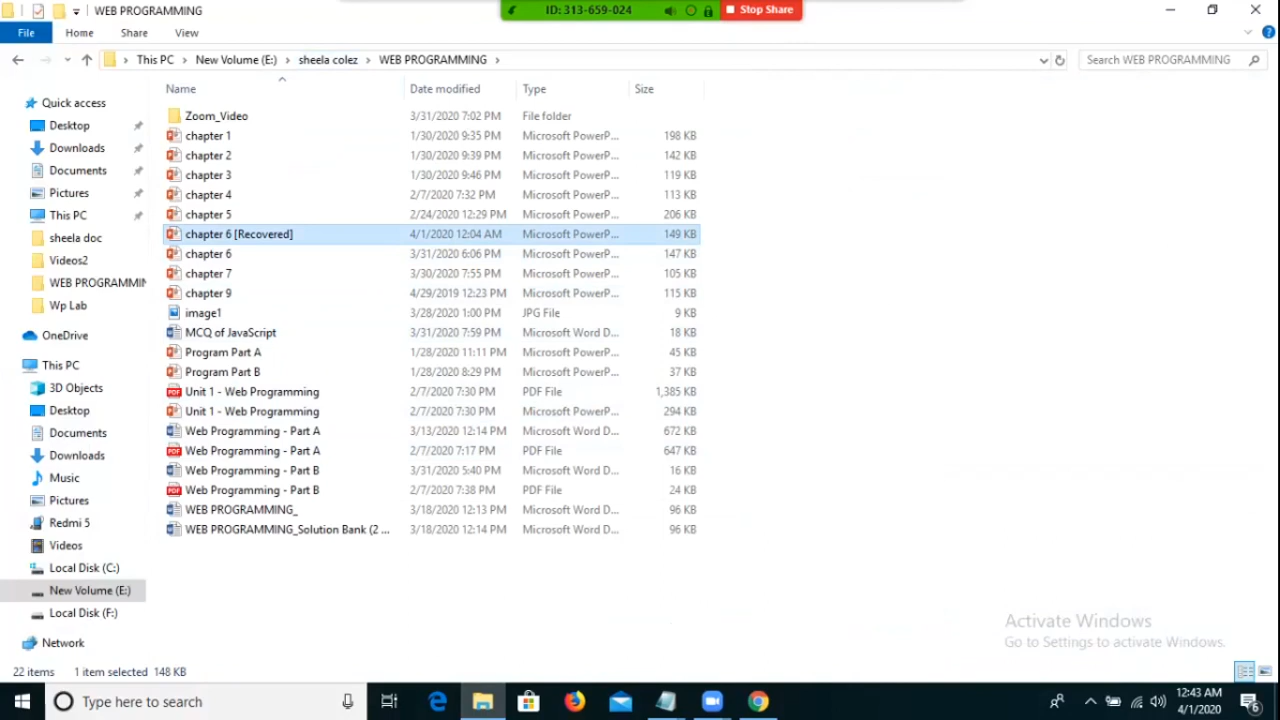 WEB PROGRAMMING
ID: 313-659-024
Stop Share
File
Home
Share
View
This PC
New Volume (E:)
sheela colez
WEB PROGRAMMING
Search WEB PROGRAMMING
Name
Date modified
Type
Size
Quick access
Desktop
Downloads
Documents
Pictures
This PC
sheela doc
Videos2
WEB PROGRAMMIN
Wp Lab
OneDrive
This PC
3D Objects
Desktop
Documents
Downloads
Music
Pictures
Redmi 5
Videos
Local Disk (C:)
New Volume (E:)
Local Disk (F:)
Network
Zoom_Video 3/31/2020 7:02 PM File folder
chapter 1 1/30/2020 9:35 PM Microsoft PowerP... 198 KB
chapter 2 1/30/2020 9:39 PM Microsoft PowerP... 142 KB
chapter 3 1/30/2020 9:46 PM Microsoft PowerP... 119 KB
chapter 4 2/7/2020 7:32 PM Microsoft PowerP... 113 KB
chapter 5 2/24/2020 12:29 PM Microsoft PowerP... 206 KB
chapter 6 [Recovered] 4/1/2020 12:04 AM Microsoft PowerP... 149 KB
chapter 6 3/31/2020 6:06 PM Microsoft PowerP... 147 KB
chapter 7 3/30/2020 7:55 PM Microsoft PowerP... 105 KB
chapter 9 4/29/2019 12:23 PM Microsoft PowerP... 115 KB
image1 3/28/2020 1:00 PM JPG File 9 KB
MCQ of JavaScript 3/31/2020 7:59 PM Microsoft Word D... 18 KB
Program Part A 1/28/2020 11:11 PM Microsoft PowerP... 45 KB
Program Part B 1/28/2020 8:29 PM Microsoft PowerP... 37 KB
Unit 1 - Web Programming 2/7/2020 7:30 PM PDF File 1,385 KB
Unit 1 - Web Programming 2/7/2020 7:30 PM Microsoft PowerP... 294 KB
Web Programming - Part A 3/13/2020 12:14 PM Microsoft Word D... 672 KB
Web Programming - Part A 2/7/2020 7:17 PM PDF File 647 KB
Web Programming - Part B 3/31/2020 5:40 PM Microsoft Word D... 16 KB
Web Programming - Part B 2/7/2020 7:38 PM PDF File 24 KB
WEB PROGRAMMING_ 3/18/2020 12:13 PM Microsoft Word D... 96 KB
WEB PROGRAMMING_Solution Bank (2 ... 3/18/2020 12:14 PM Microsoft Word D... 96 KB
Activate Windows
Go to Settings to activate Windows.
22 items 1 item selected 148 KB
Type here to search
12:43 AM
4/1/2020
6